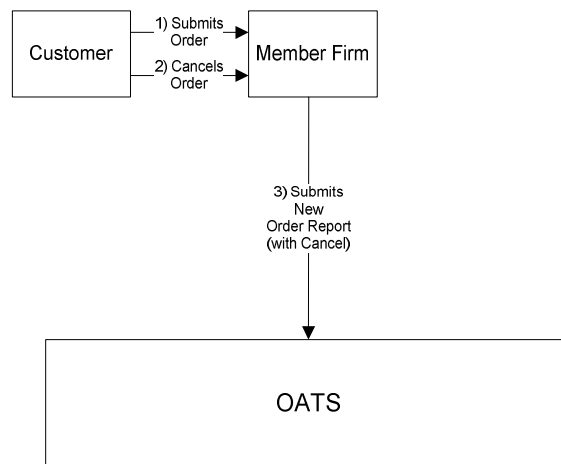 Customer
1) Submits
Order
2) Cancels
Order
Member Firm
3) Submits
New
Order Report
(with Cancel)
OATS